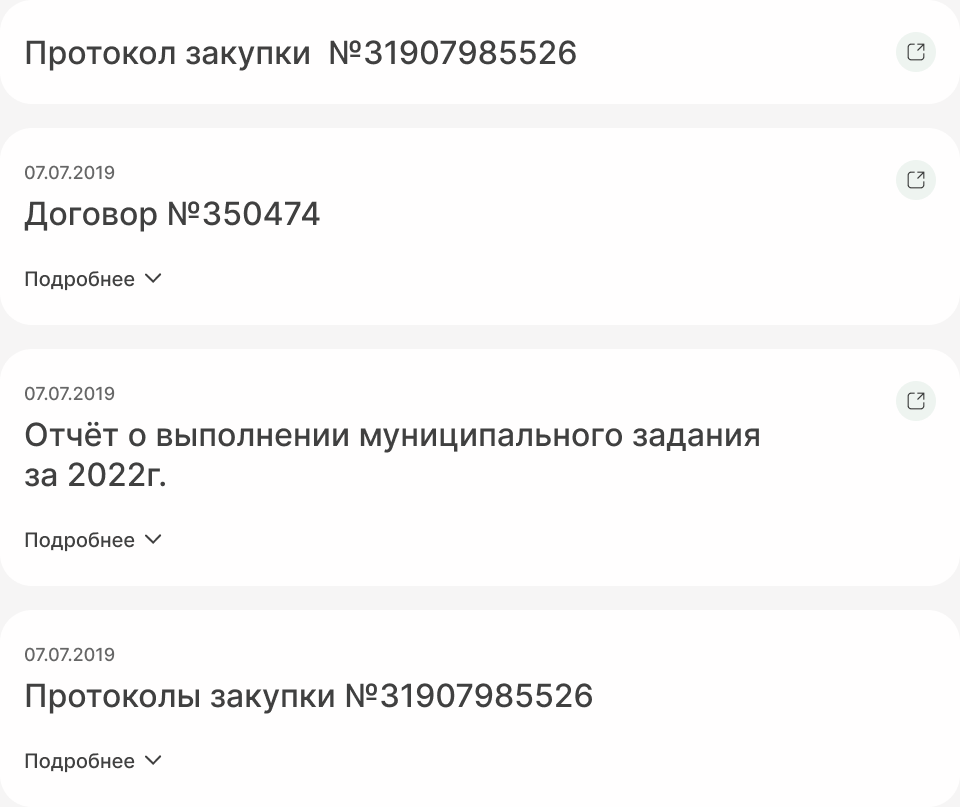 Протокол закупки №31907985526
07.07.2019
Договор №350474
Подробнее
07.07.2019
Отчёт о выполнении муниципального задания
за 2022г.
Подробнее
07.07.2019
Протоколы закупки №31907985526
Подробнее